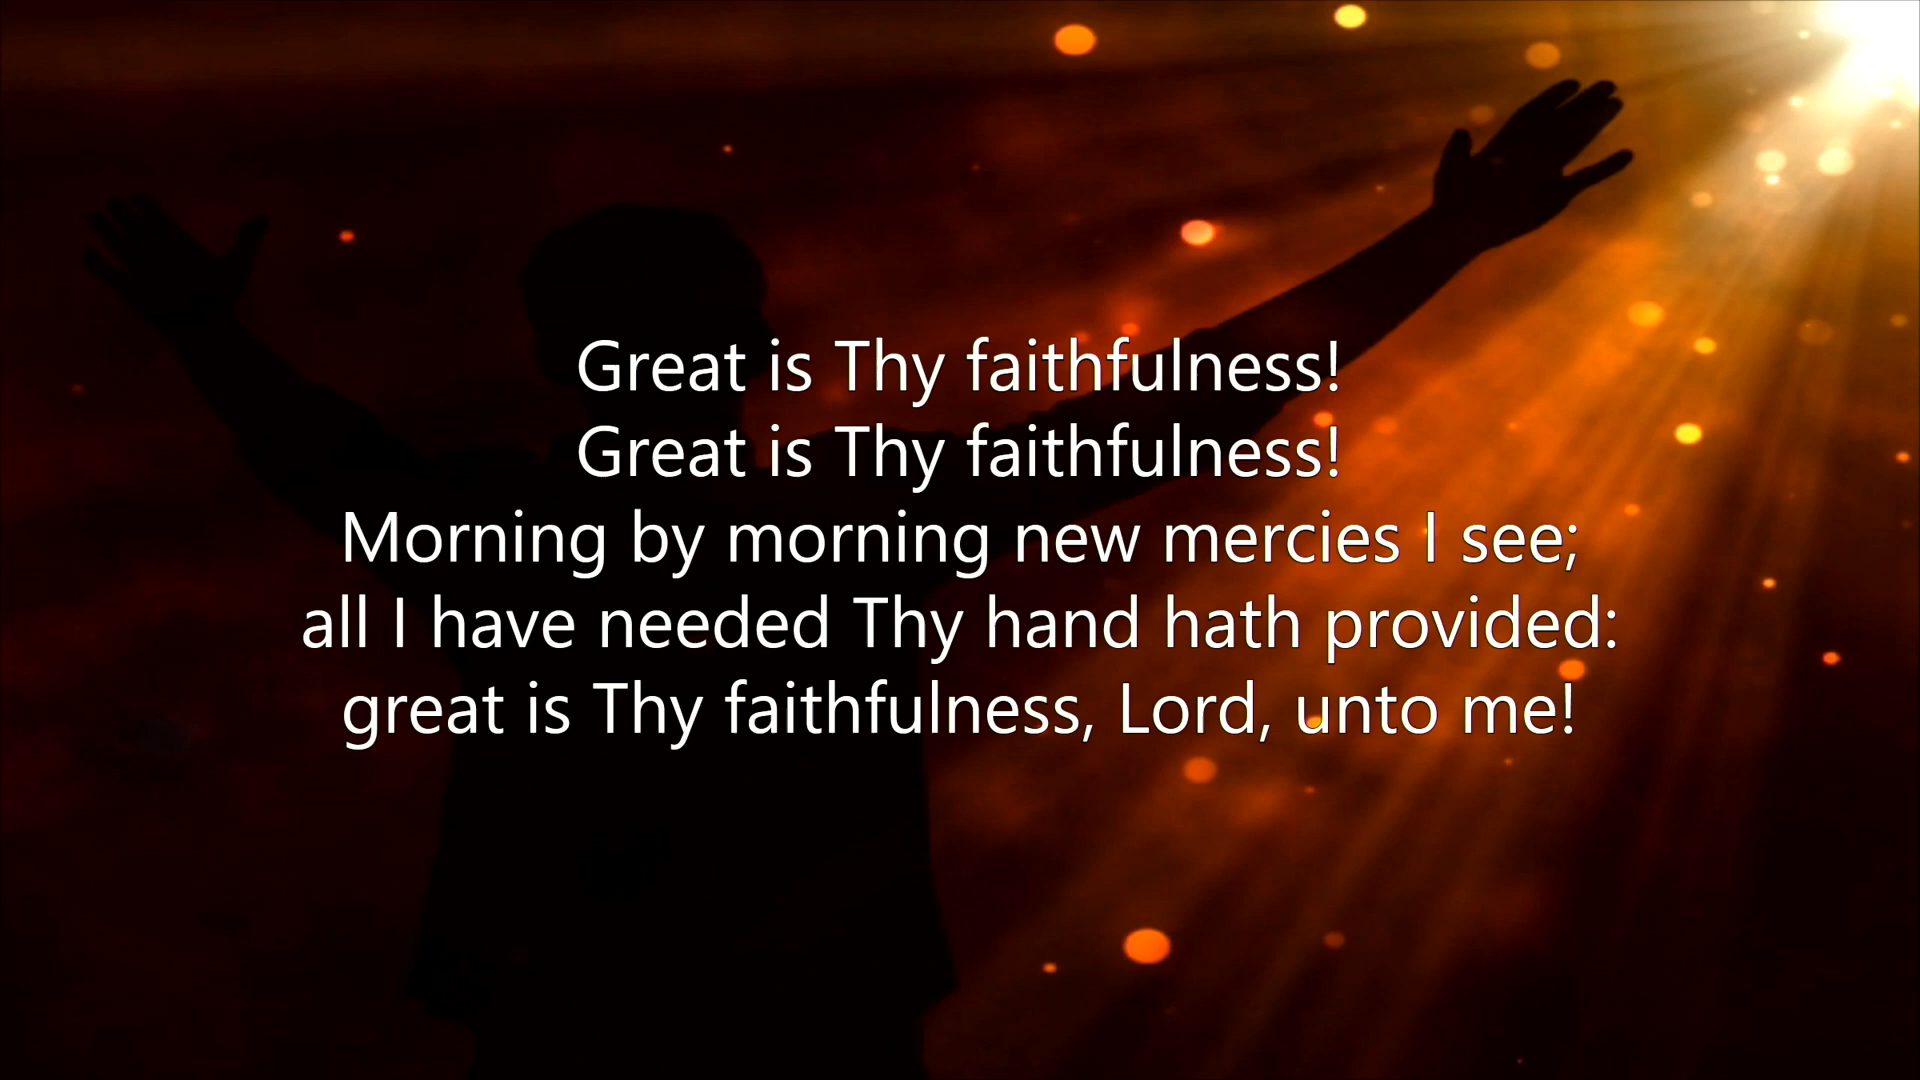 Great is Thy faithfulness!
Great is Thy faithfulness!
Morning by morning new mercies I see;
all I have needed Thy hand hath provided:
great is Thy faithfulness, Lord, unto me!